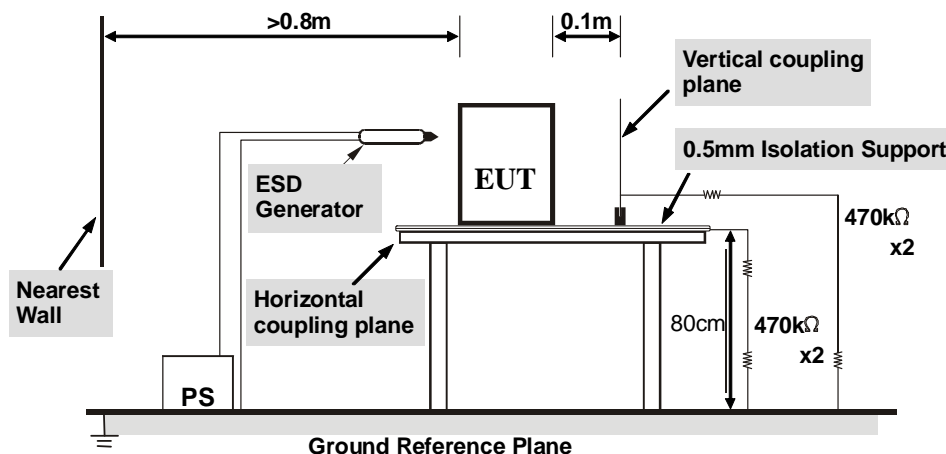 >0.8m
0.1m
Vertical coupling
plane
0.5mm Isolation Support
ESD
Generator
EUT
470kΩ
x2
Nearest
Wall
Horizontal
coupling plane
80cm
470kΩ
x2
PS
Ground Reference Plane